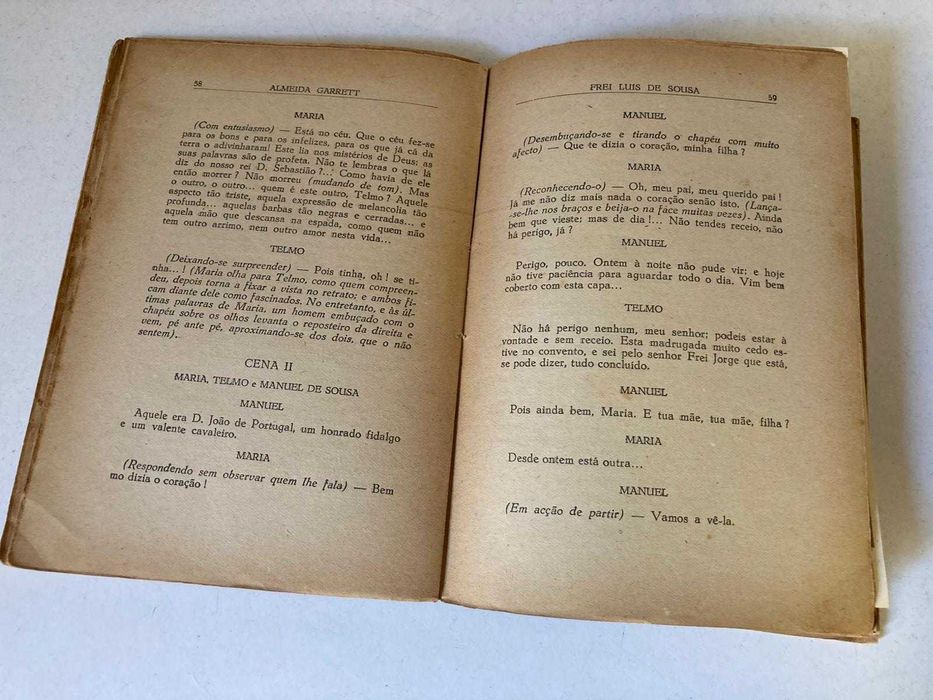 58
ALMEIDA GARRETT
MARIA
(Com entusiasmo) — Está no céu. Que o céu fez-se
para os bons e para os infelizes, para os que já cá da
terra o adivinharam! Este lia nos mistérios de Deus; as
suas palavras são de profeta. Não te lembras o que lá
diz do nosso rei D. Sebastião?... Como havia de ele
então morrer? Não morreu (mudando de tom). Mas
o outro, o outro... quem é este outro, Telmo? Aquele
aspecto tão triste, aquela expressão de melancolia tão
profunda... aquelas barbas tão negras e cerradas... e
aquela mão que descansa na espada, como quem não
tem outro arrimo, nem outro amor nesta vida...
TELMO
(Deixando-se surpreender) — Pois tinha, oh! se ti-
nha...! (Maria olha para Telmo, como quem compreen-
deu, depois torna a fixar a vista no retrato; e ambos fi-
cam diante dele como fascinados. No entretanto, e às úl-
timas palavras de Maria, um homem embuçado com o
chapéu sobre os olhos levanta o reposteiro da direita e
vem, pé ante pé, aproximando-se dos dois, que o não
sentem).
CENA II
MARIA, TELMO e MANUEL DE SOUSA
MANUEL
Aquele era D. João de Portugal, um honrado fidalgo
e um valente cavaleiro.
MARIA
(Respondendo sem observar quem lhe fala) — Bem
mo dizia o coração!
FREI LUIS DE SOUSA
59
MANUEL
(Desembuçando-se e tirando o chapéu com muito
afecto) — Que te dizia o coração, minha filha?
MARIA
(Reconhecendo-o) — Oh, meu pai, meu querido pai!
Já me não diz mais nada o coração senão isto. (Lança-
-se-lhe nos braços e beija-o na face muitas vezes). Ainda
bem que vieste; mas de dia!... Não tendes receio, não
há perigo, já?
MANUEL
Perigo, pouco. Ontem à noite não pude vir; e hoje
não tive paciência para aguardar todo o dia. Vim bem
coberto com esta capa...
TELMO
Não há perigo nenhum, meu senhor; podeis estar à
vontade e sem receio. Esta madrugada muito cedo es-
tive no convento, e sei pelo senhor Frei Jorge que está,
se pode dizer, tudo concluído.
MANUEL
Pois ainda bem, Maria. E tua mãe, tua mãe, filha?
MARIA
Desde ontem está outra...
MANUEL
(Em acção de partir) — Vamos a vê-la.